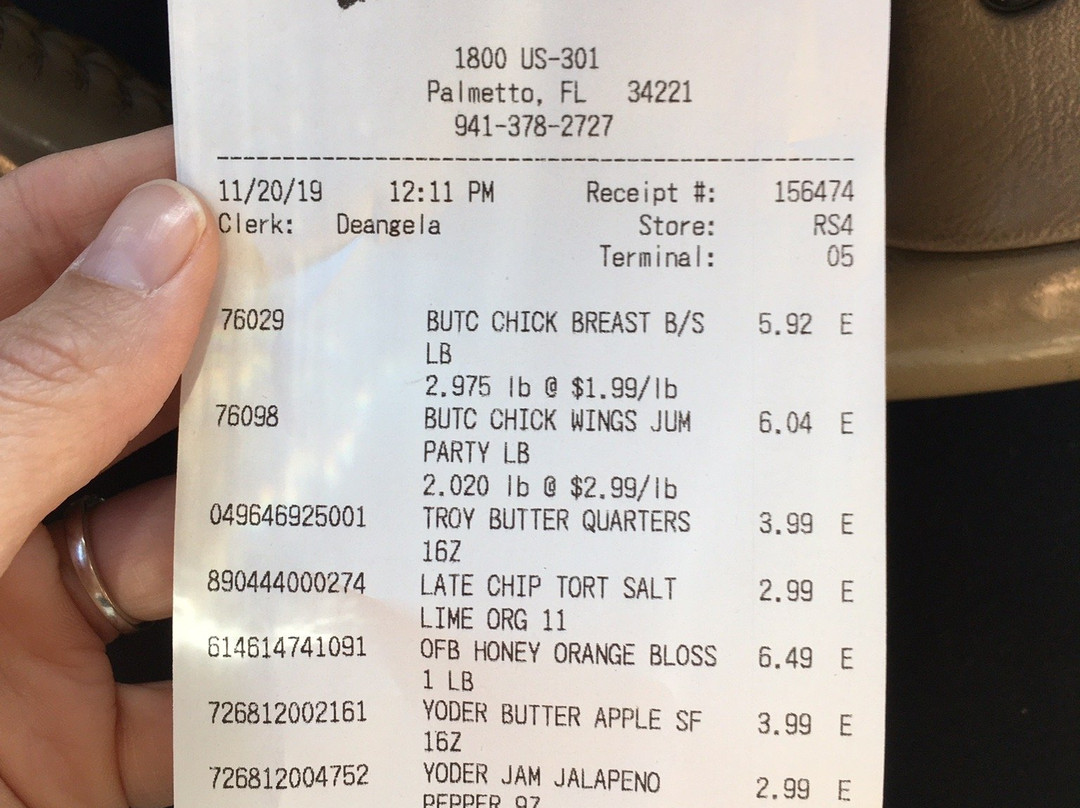 1800 US-301
Palmetto, FL 34221
941-378-2727
11/20/19 12:11 PM Receipt #: 156474
Clerk: Deangela Store: RS4
Terminal: 05
76029 BUTC CHICK BREAST B/S 5.92 E
LB
2.975 lb @ $1.99/lb
76098 BUTC CHICK WINGS JUM 6.04 E
PARTY LB
2.020 lb @ $2.99/lb
049646925001 TROY BUTTER QUARTERS 3.99 E
16Z
890444000274 LATE CHIP TORT SALT 2.99 E
LIME ORG 11
614614741091 OFB HONEY ORANGE BLOSS 6.49 E
1 LB
726812002161 YODER BUTTER APPLE SF 3.99 E
16Z
726812004752 YODER JAM JALAPENO 2.99 E
PEPPER 9Z